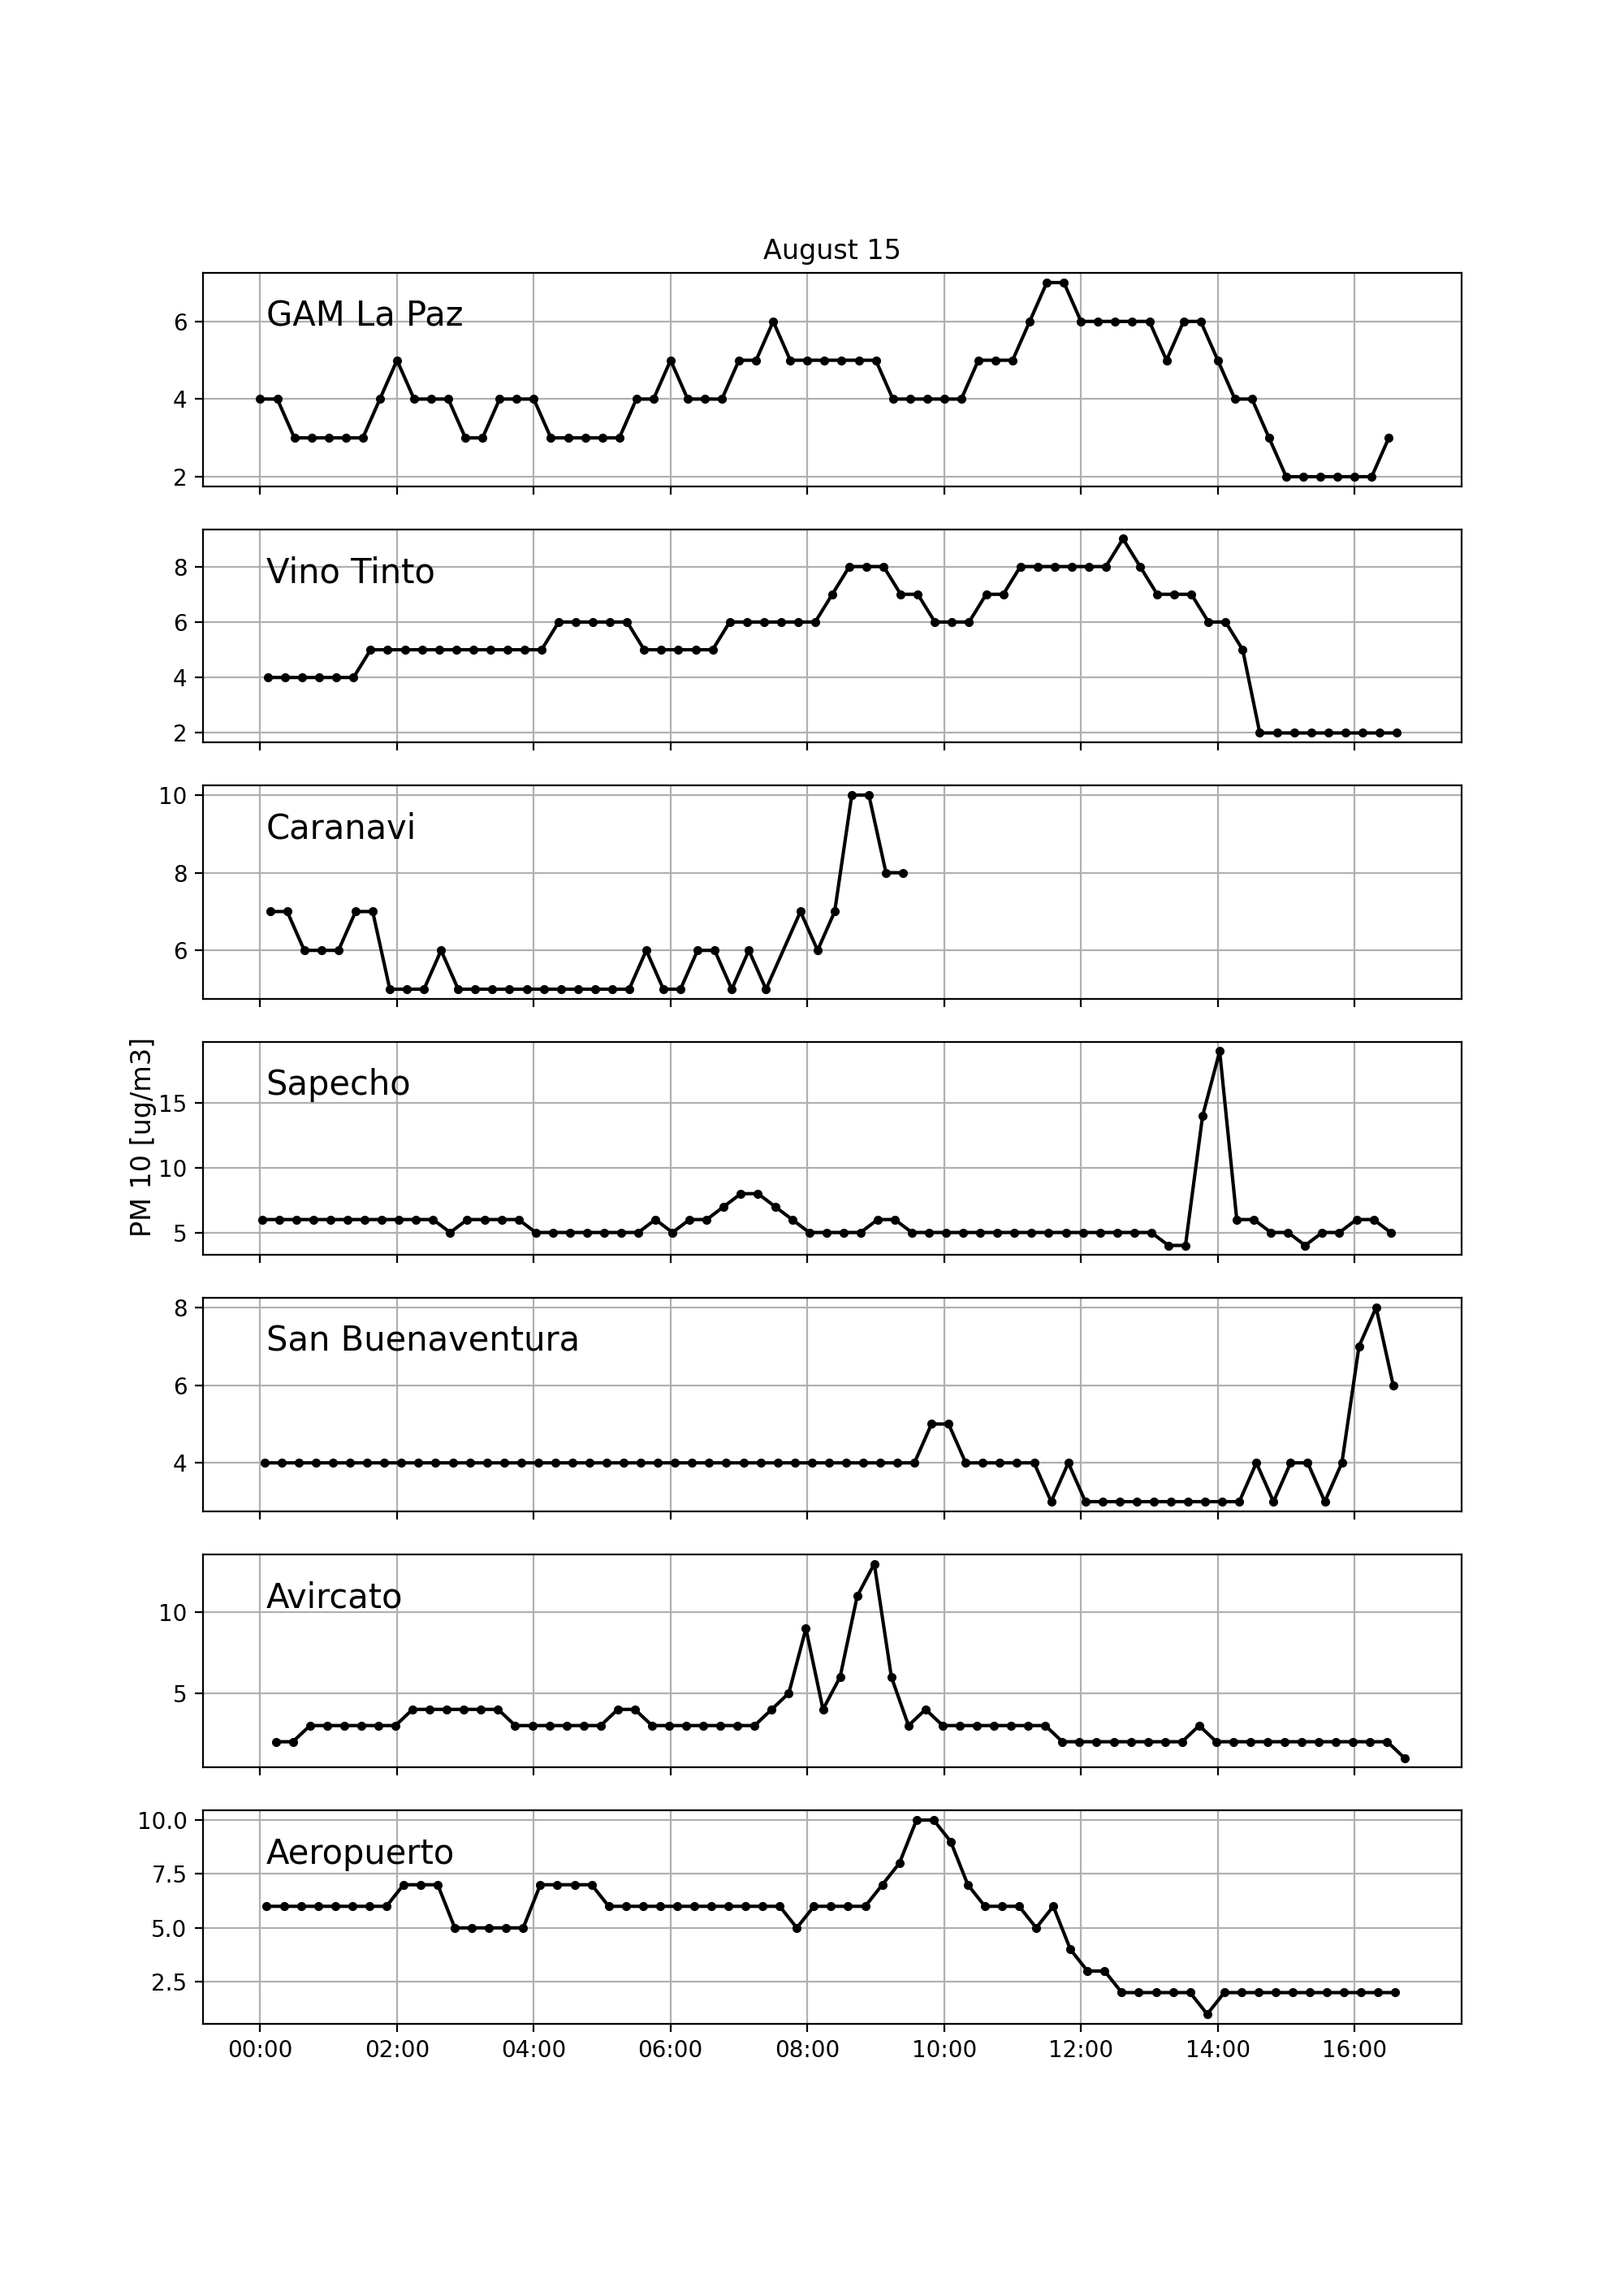 August 15
GAM La Paz
6
4
2
Vino Tinto
8
6
4
2
Caranavi
10
8
6
PM 10 [ug/m3]
Sapecho
15
10
5
San Buenaventura
8
6
4
Avircato
10
5
Aeropuerto
10.0
7.5
5.0
2.5
00:00 02:00 04:00 06:00 08:00 10:00 12:00 14:00 16:00